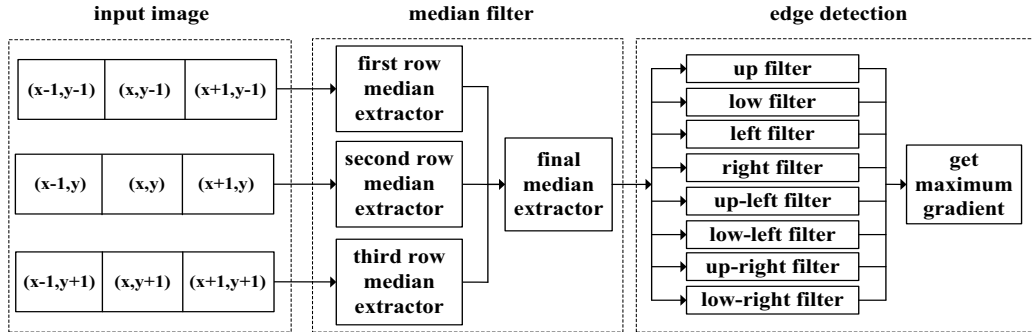 input image
median filter
edge detection
(x-1,y-1) (x,y-1) (x+1,y-1)
(x-1,y) (x,y) (x+1,y)
(x-1,y+1) (x,y+1) (x+1,y+1)
first row
median
extractor
second row
median
extractor
third row
median
extractor
final
median
extractor
up filter
low filter
left filter
right filter
up-left filter
low-left filter
up-right filter
low-right filter
get
maximum
gradient